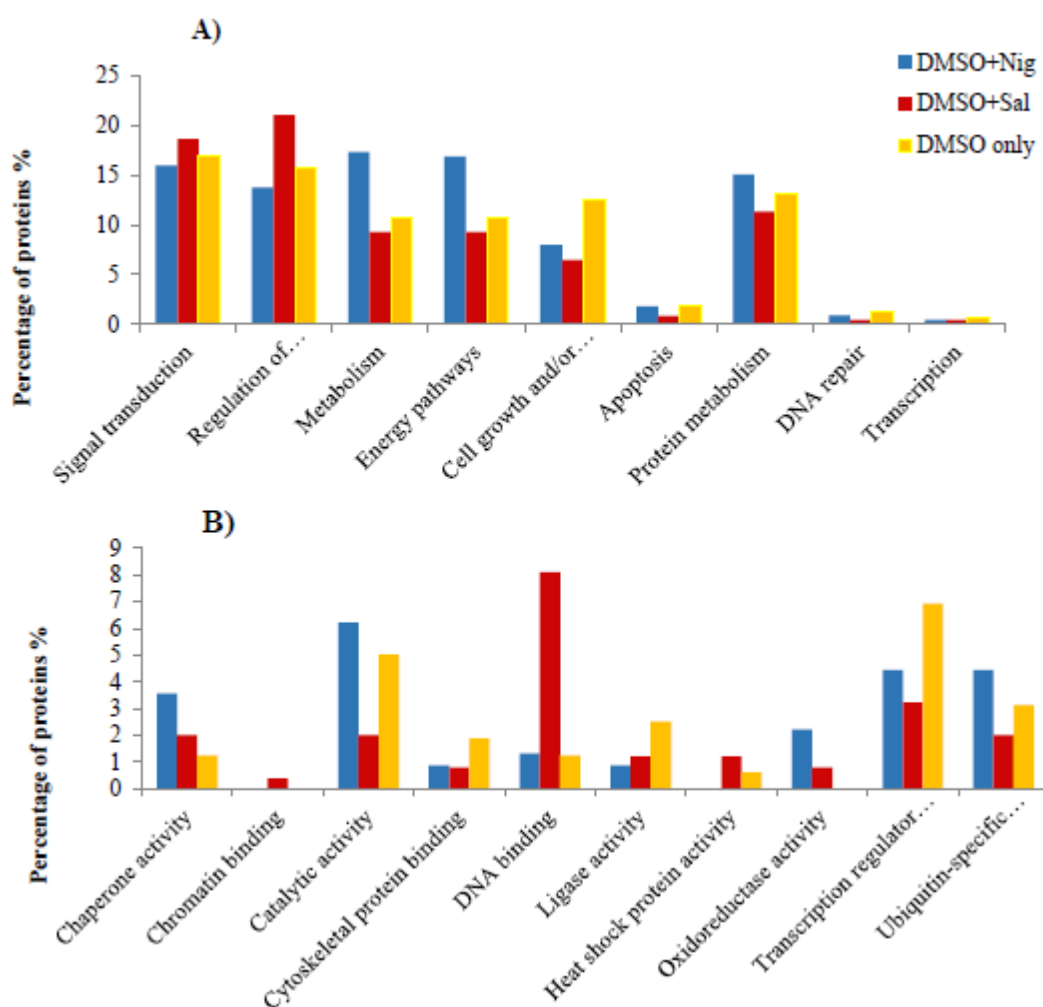 A)
DMSO+Nig
DMSO+Sal
DMSO only
Percentage of proteins %
25
20
15
10
5
0
Signal transduction
Regulation of…
Metabolism
Energy pathways
Cell growth and/or…
Apoptosis
Protein metabolism
DNA repair
Transcription
B)
Percentage of proteins %
9
8
7
6
5
4
3
2
1
0
Chaperone activity
Chromatin binding
Catalytic activity
Cytoskeletal protein binding
DNA binding
Ligase activity
Heat shock protein activity
Oxidoreductase activity
Transcription regulator…
Ubiquitin-specific…